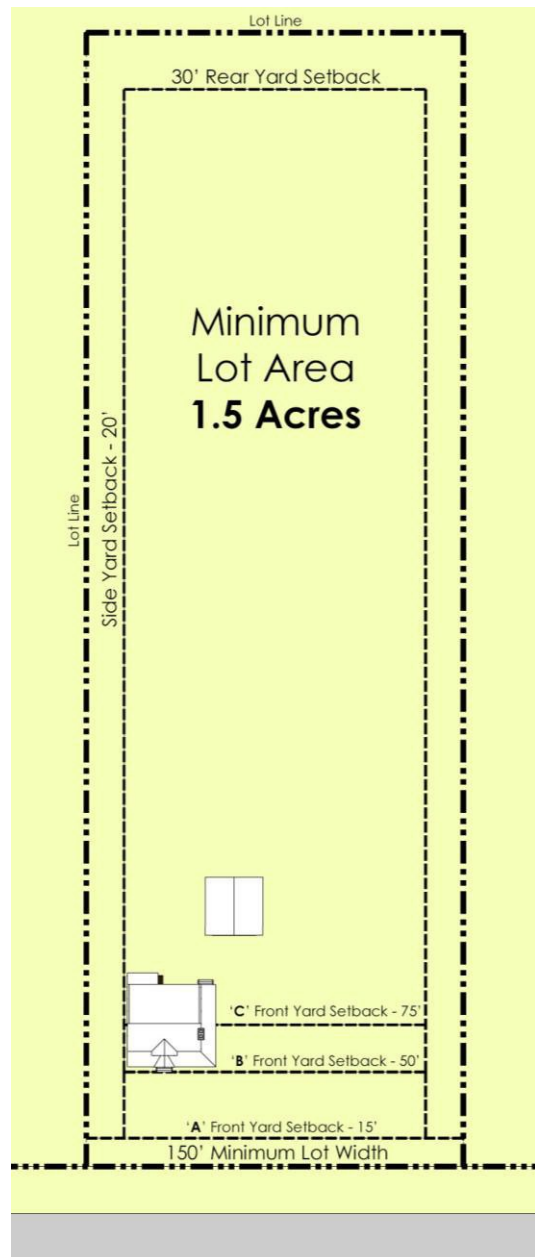 Lot Line
30’ Rear Yard Setback
Minimum
Lot Area
1.5 Acres
Side Yard Setback - 20’
Lot Line
‘C’ Front Yard Setback - 75’
‘B’ Front Yard Setback - 50’
‘A’ Front Yard Setback - 15’
150’ Minimum Lot Width